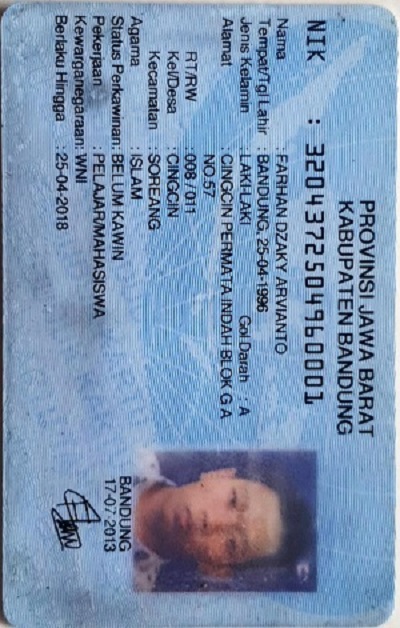 PROVINSI JAWA BARAT
KABUPATEN BANDUNG
NIK : 3204372504960001
Nama : FARHAN DZAKY ARVIANTO
Tempat/Tgl Lahir : BANDUNG, 25-04-1996
Jenis Kelamin : LAKI-LAKI Gol Darah : A
Alamat : CINGCIN PERMATA INDAH BLOK G A
NO.57
RT/RW : 008 / 011
Kel/Desa : CINGCIN
Kecamatan : SOREANG
Agama : ISLAM
Status Perkawinan: BELUM KAWIN
Pekerjaan : PELAJAR/MAHASISWA
Kewarganegaraan: WNI
Berlaku Hingga : 25-04-2018
BANDUNG
17-07-2013